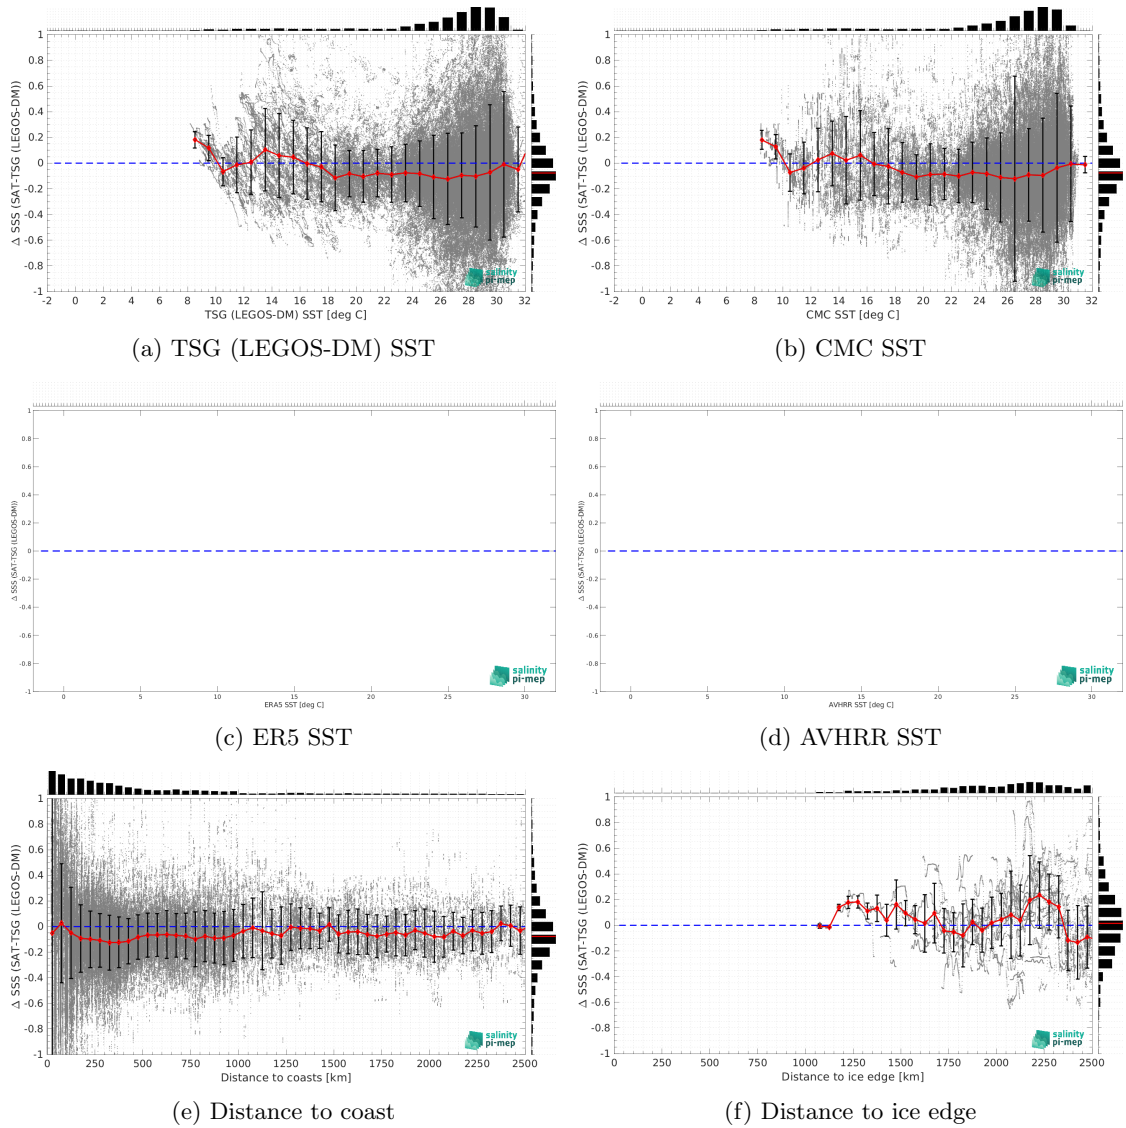 1
0.8
0.6
0.4
0.2
0
-0.2
-0.4
-0.6
-0.8
-1
Δ SSS (SAT-TSG (LEGOS-DM))
-2 0 2 4 6 8 10 12 14 16 18 20 22 24 26 28 30 32
TSG (LEGOS-DM) SST [deg C]
salinity
pi-mep
(a) TSG (LEGOS-DM) SST
1
0.8
0.6
0.4
0.2
0
-0.2
-0.4
-0.6
-0.8
-1
Δ SSS (SAT-TSG (LEGOS-DM))
-2 0 2 4 6 8 10 12 14 16 18 20 22 24 26 28 30 32
CMC SST [deg C]
salinity
pi-mep
(b) CMC SST
1
0.8
0.6
0.4
0.2
0
-0.2
-0.4
-0.6
-0.8
-1
Δ SSS (SAT-TSG (LEGOS-DM))
0 5 10 15 20 25 30
ERA5 SST [deg C]
salinity
pi-mep
(c) ER5 SST
1
0.8
0.6
0.4
0.2
0
-0.2
-0.4
-0.6
-0.8
-1
Δ SSS (SAT-TSG (LEGOS-DM))
0 5 10 15 20 25 30
AVHRR SST [deg C]
salinity
pi-mep
(d) AVHRR SST
1
0.8
0.6
0.4
0.2
0
-0.2
-0.4
-0.6
-0.8
-1
Δ SSS (SAT-TSG (LEGOS-DM))
0 250 500 750 1000 1250 1500 1750 2000 2250 2500
Distance to coasts [km]
salinity
pi-mep
(e) Distance to coast
1
0.8
0.6
0.4
0.2
0
-0.2
-0.4
-0.6
-0.8
-1
Δ SSS (SAT-TSG (LEGOS-DM))
0 250 500 750 1000 1250 1500 1750 2000 2250 2500
Distance to ice edge [km]
salinity
pi-mep
(f) Distance to ice edge